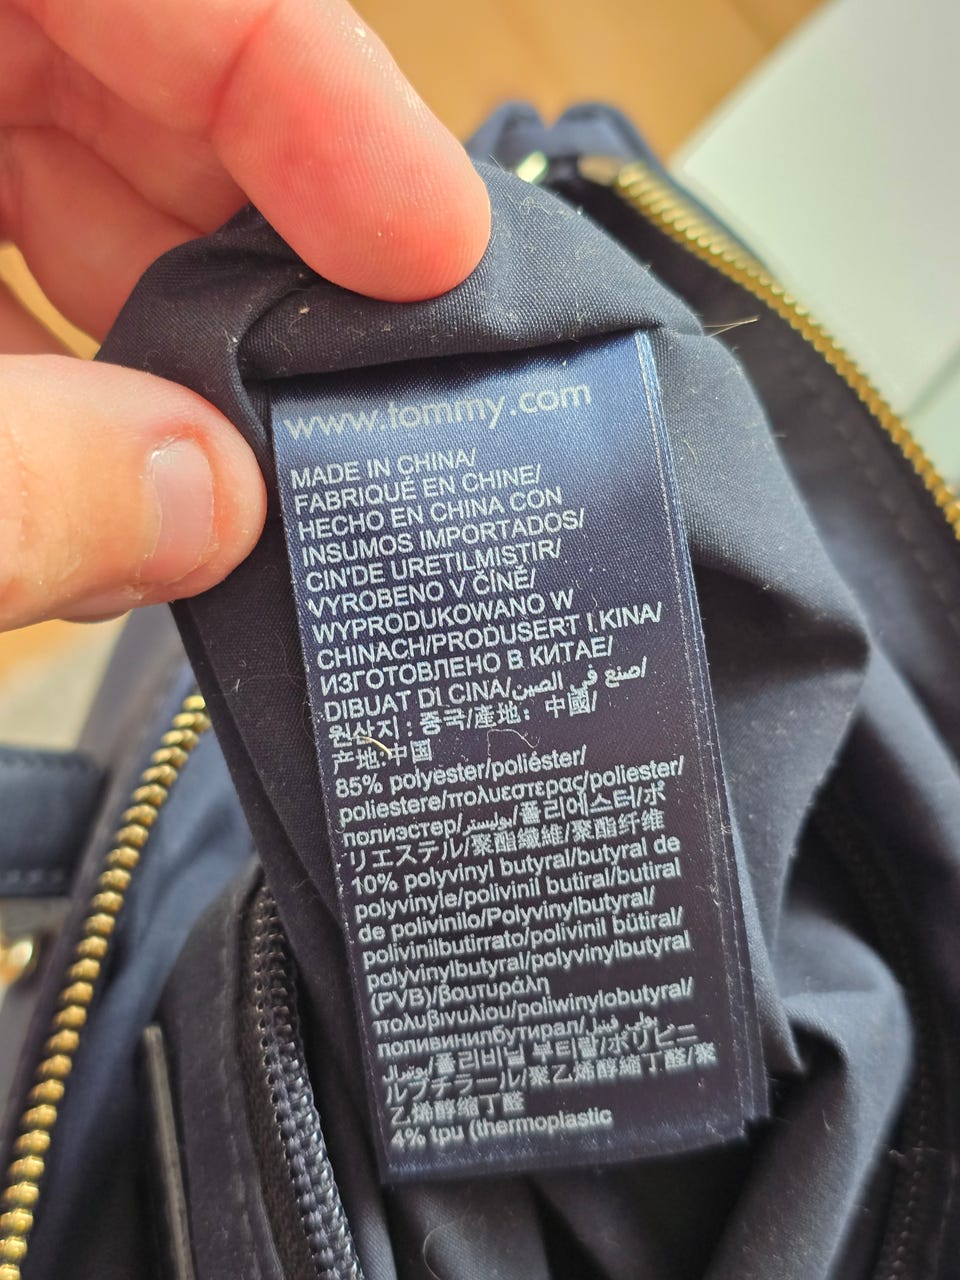 www.tommy.com
MADE IN CHINA/
FABRIQUÉ EN CHINE/
HECHO EN CHINA CON
INSUMOS IMPORTADOS/
CIN'DE URETILMISTIR/
VYROBENO V ČÍNĚ/
WYPRODUKOWANO W
CHINACH/PRODUSERT I KINA/
ИЗГОТОВЛЕНО В КИТАЕ/
DIBUAT DI CINA/صنع في الصين/
원산지: 중국/產地: 中國/
产地:中国
85% polyester/poliéster/
poliestere/πολυεστερας/poliester/
полиэстер/بوليستر/폴리에스터/ポ
リエステル/聚酯纖維/聚酯纤维
10% polyvinyl butyral/butyral de
polyvinyle/polivinil butiral/butiral
de polivinilo/Polyvinylbutyral/
polivinilbutirrato/polivinil bütiral/
polyvinylbutyral/polyvinylbutyral
(PVB)/βουτυράλη
πολυβινυλίου/poliwinylobutyral/
поливинилбутирал/
폴리비닐 부티랄/ポリビニ
ルブチラール/聚乙烯醇縮丁醛/聚
乙烯醇缩丁醛
4% tpu (thermoplastic